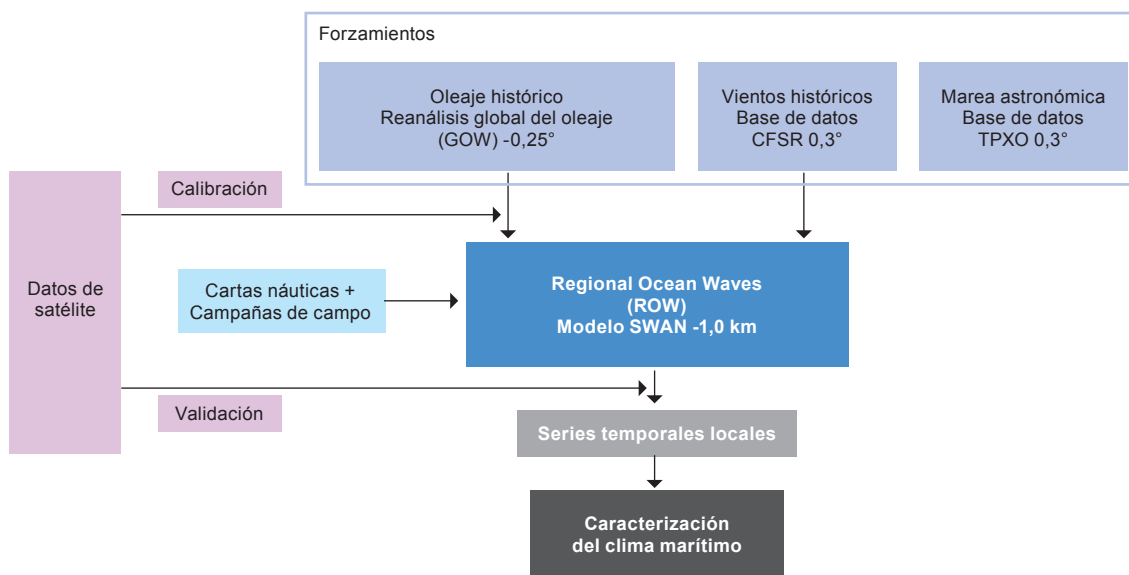 Forzamientos
Oleaje histórico
Reanálisis global del oleaje
(GOW) -0,25°
Vientos históricos
Base de datos
CFSR 0,3°
Marea astronómica
Base de datos
TPXO 0,3°
Calibración
Datos de
satélite
Cartas náuticas +
Campañas de campo
Regional Ocean Waves
(ROW)
Modelo SWAN -1,0 km
Validación
Series temporales locales
Caracterización
del clima marítimo